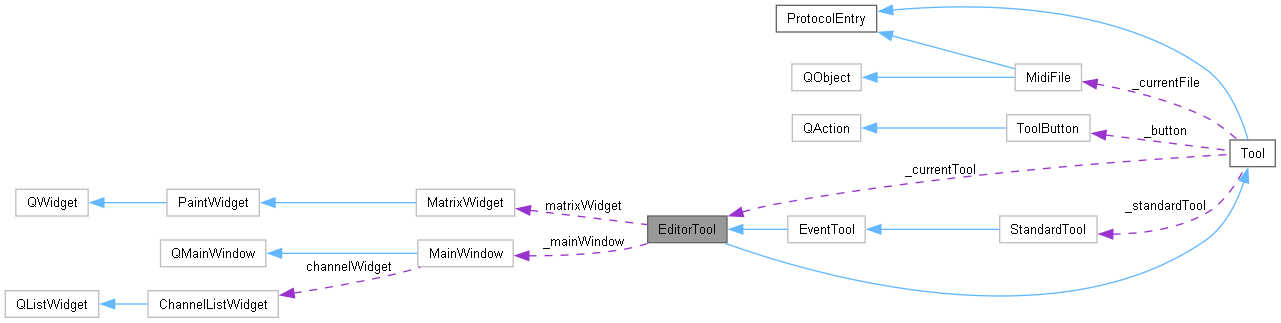 ProtocolEntry
QObject
MidiFile
_currentFile
QAction
ToolButton
_button
Tool
_currentTool
QWidget
PaintWidget
MatrixWidget
matrixWidget
_standardTool
EditorTool
EventTool
StandardTool
_mainWindow
QMainWindow
MainWindow
channelWidget
QListWidget
ChannelListWidget